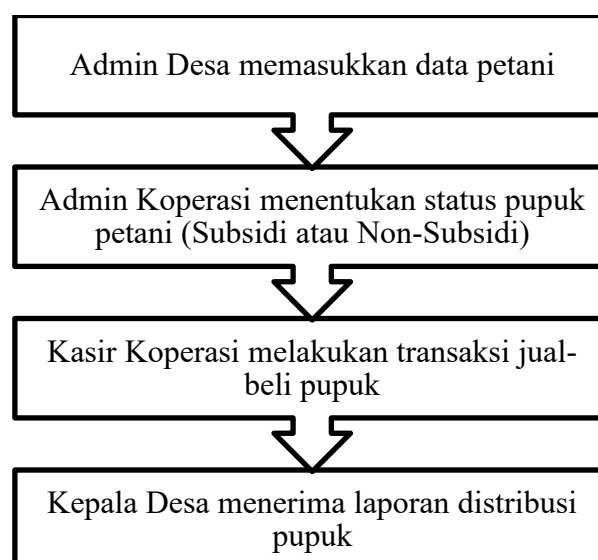 Admin Desa memasukkan data petani
Admin Koperasi menentukan status pupuk
petani (Subsidi atau Non-Subsidi)
Kasir Koperasi melakukan transaksi jual-
beli pupuk
Kepala Desa menerima laporan distribusi
pupuk